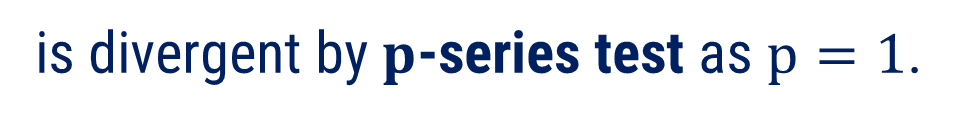 is divergent by p-series test as p = 1.